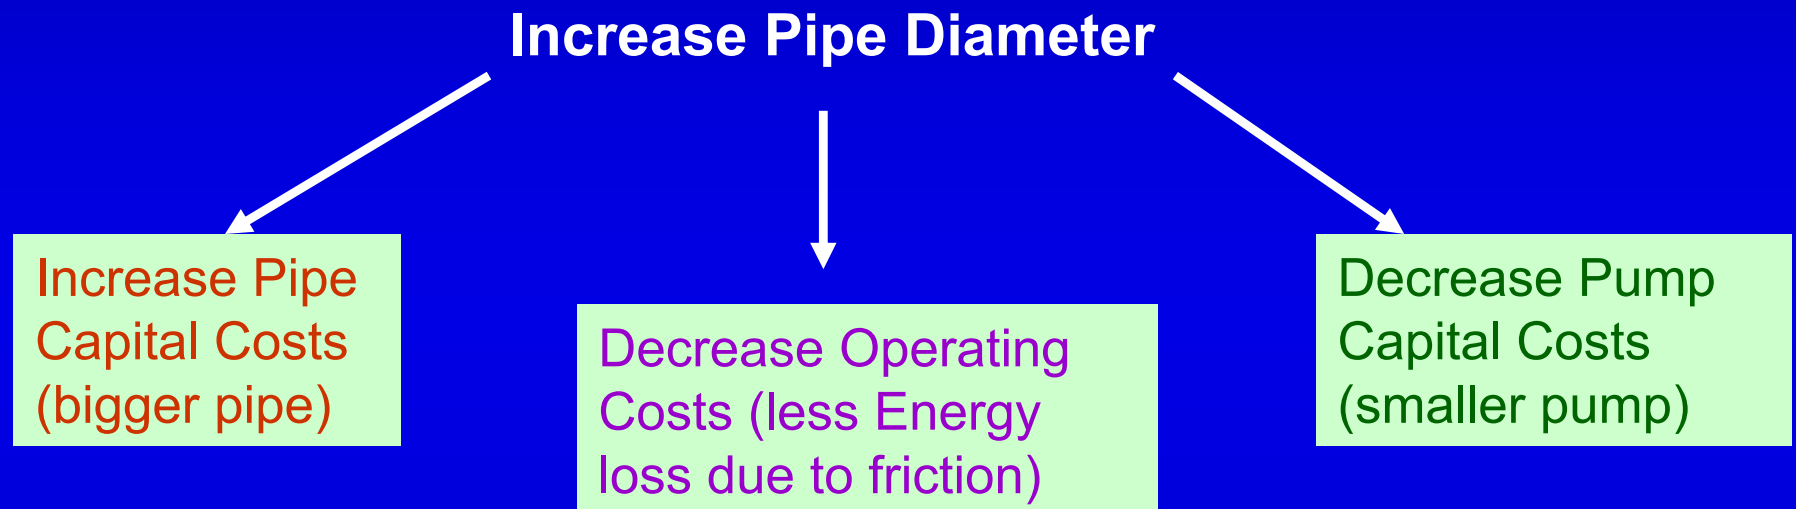 Increase Pipe Diameter
Increase Pipe
Capital Costs
(bigger pipe)
Decrease Operating
Costs (less Energy
loss due to friction)
Decrease Pump
Capital Costs
(smaller pump)